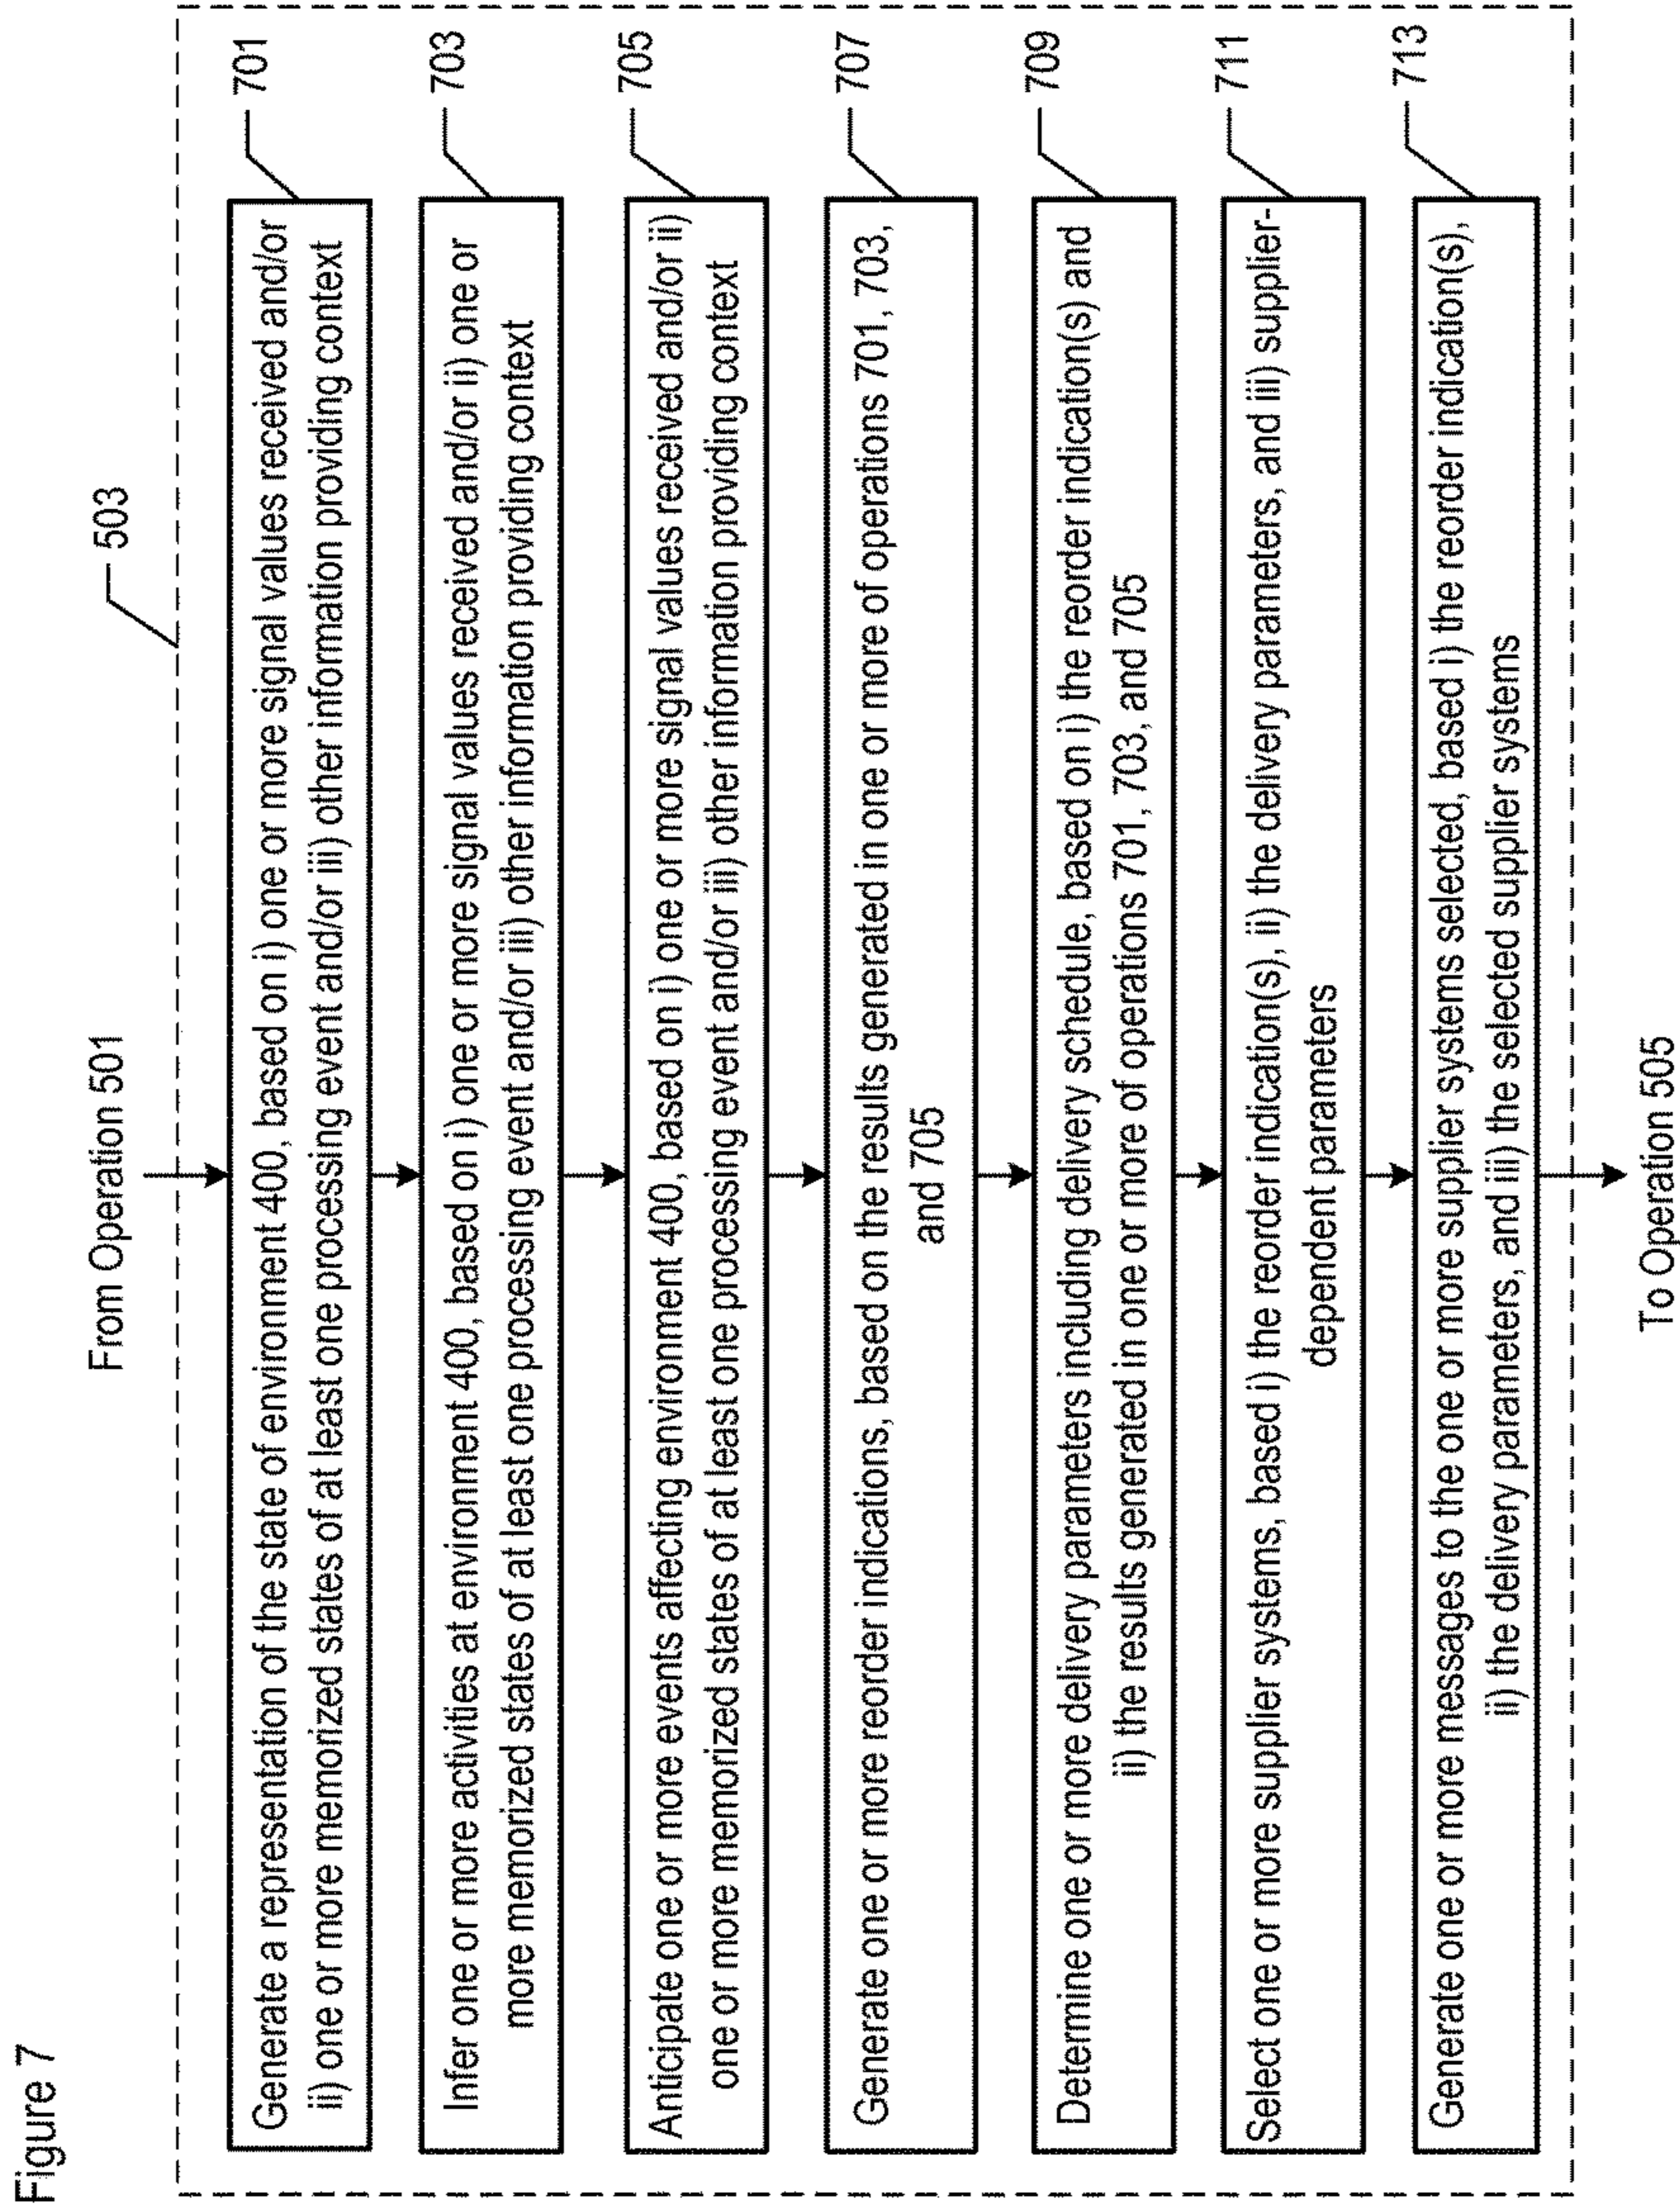 Figure 7
From Operation 501
503
Generate a representation of the state of environment 400, based on i) one or more signal values received and/or
ii) one or more memorized states of at least one processing event and/or iii) other information providing context
701
Infer one or more activities at environment 400, based on i) one or more signal values received and/or ii) one or
more memorized states of at least one processing event and/or iii) other information providing context
703
Anticipate one or more events affecting environment 400, based on i) one or more signal values received and/or ii)
one or more memorized states of at least one processing event and/or iii) other information providing context
705
Generate one or more reorder indications, based on the results generated in one or more of operations 701, 703,
and 705
707
Determine one or more delivery parameters including delivery schedule, based on i) the reorder indication(s) and
ii) the results generated in one or more of operations 701, 703, and 705
709
Select one or more supplier systems, based i) the reorder indication(s), ii) the delivery parameters, and iii) supplier-
dependent parameters
711
Generate one or more messages to the one or more supplier systems selected, based i) the reorder indication(s),
ii) the delivery parameters, and iii) the selected supplier systems
713
To Operation 505